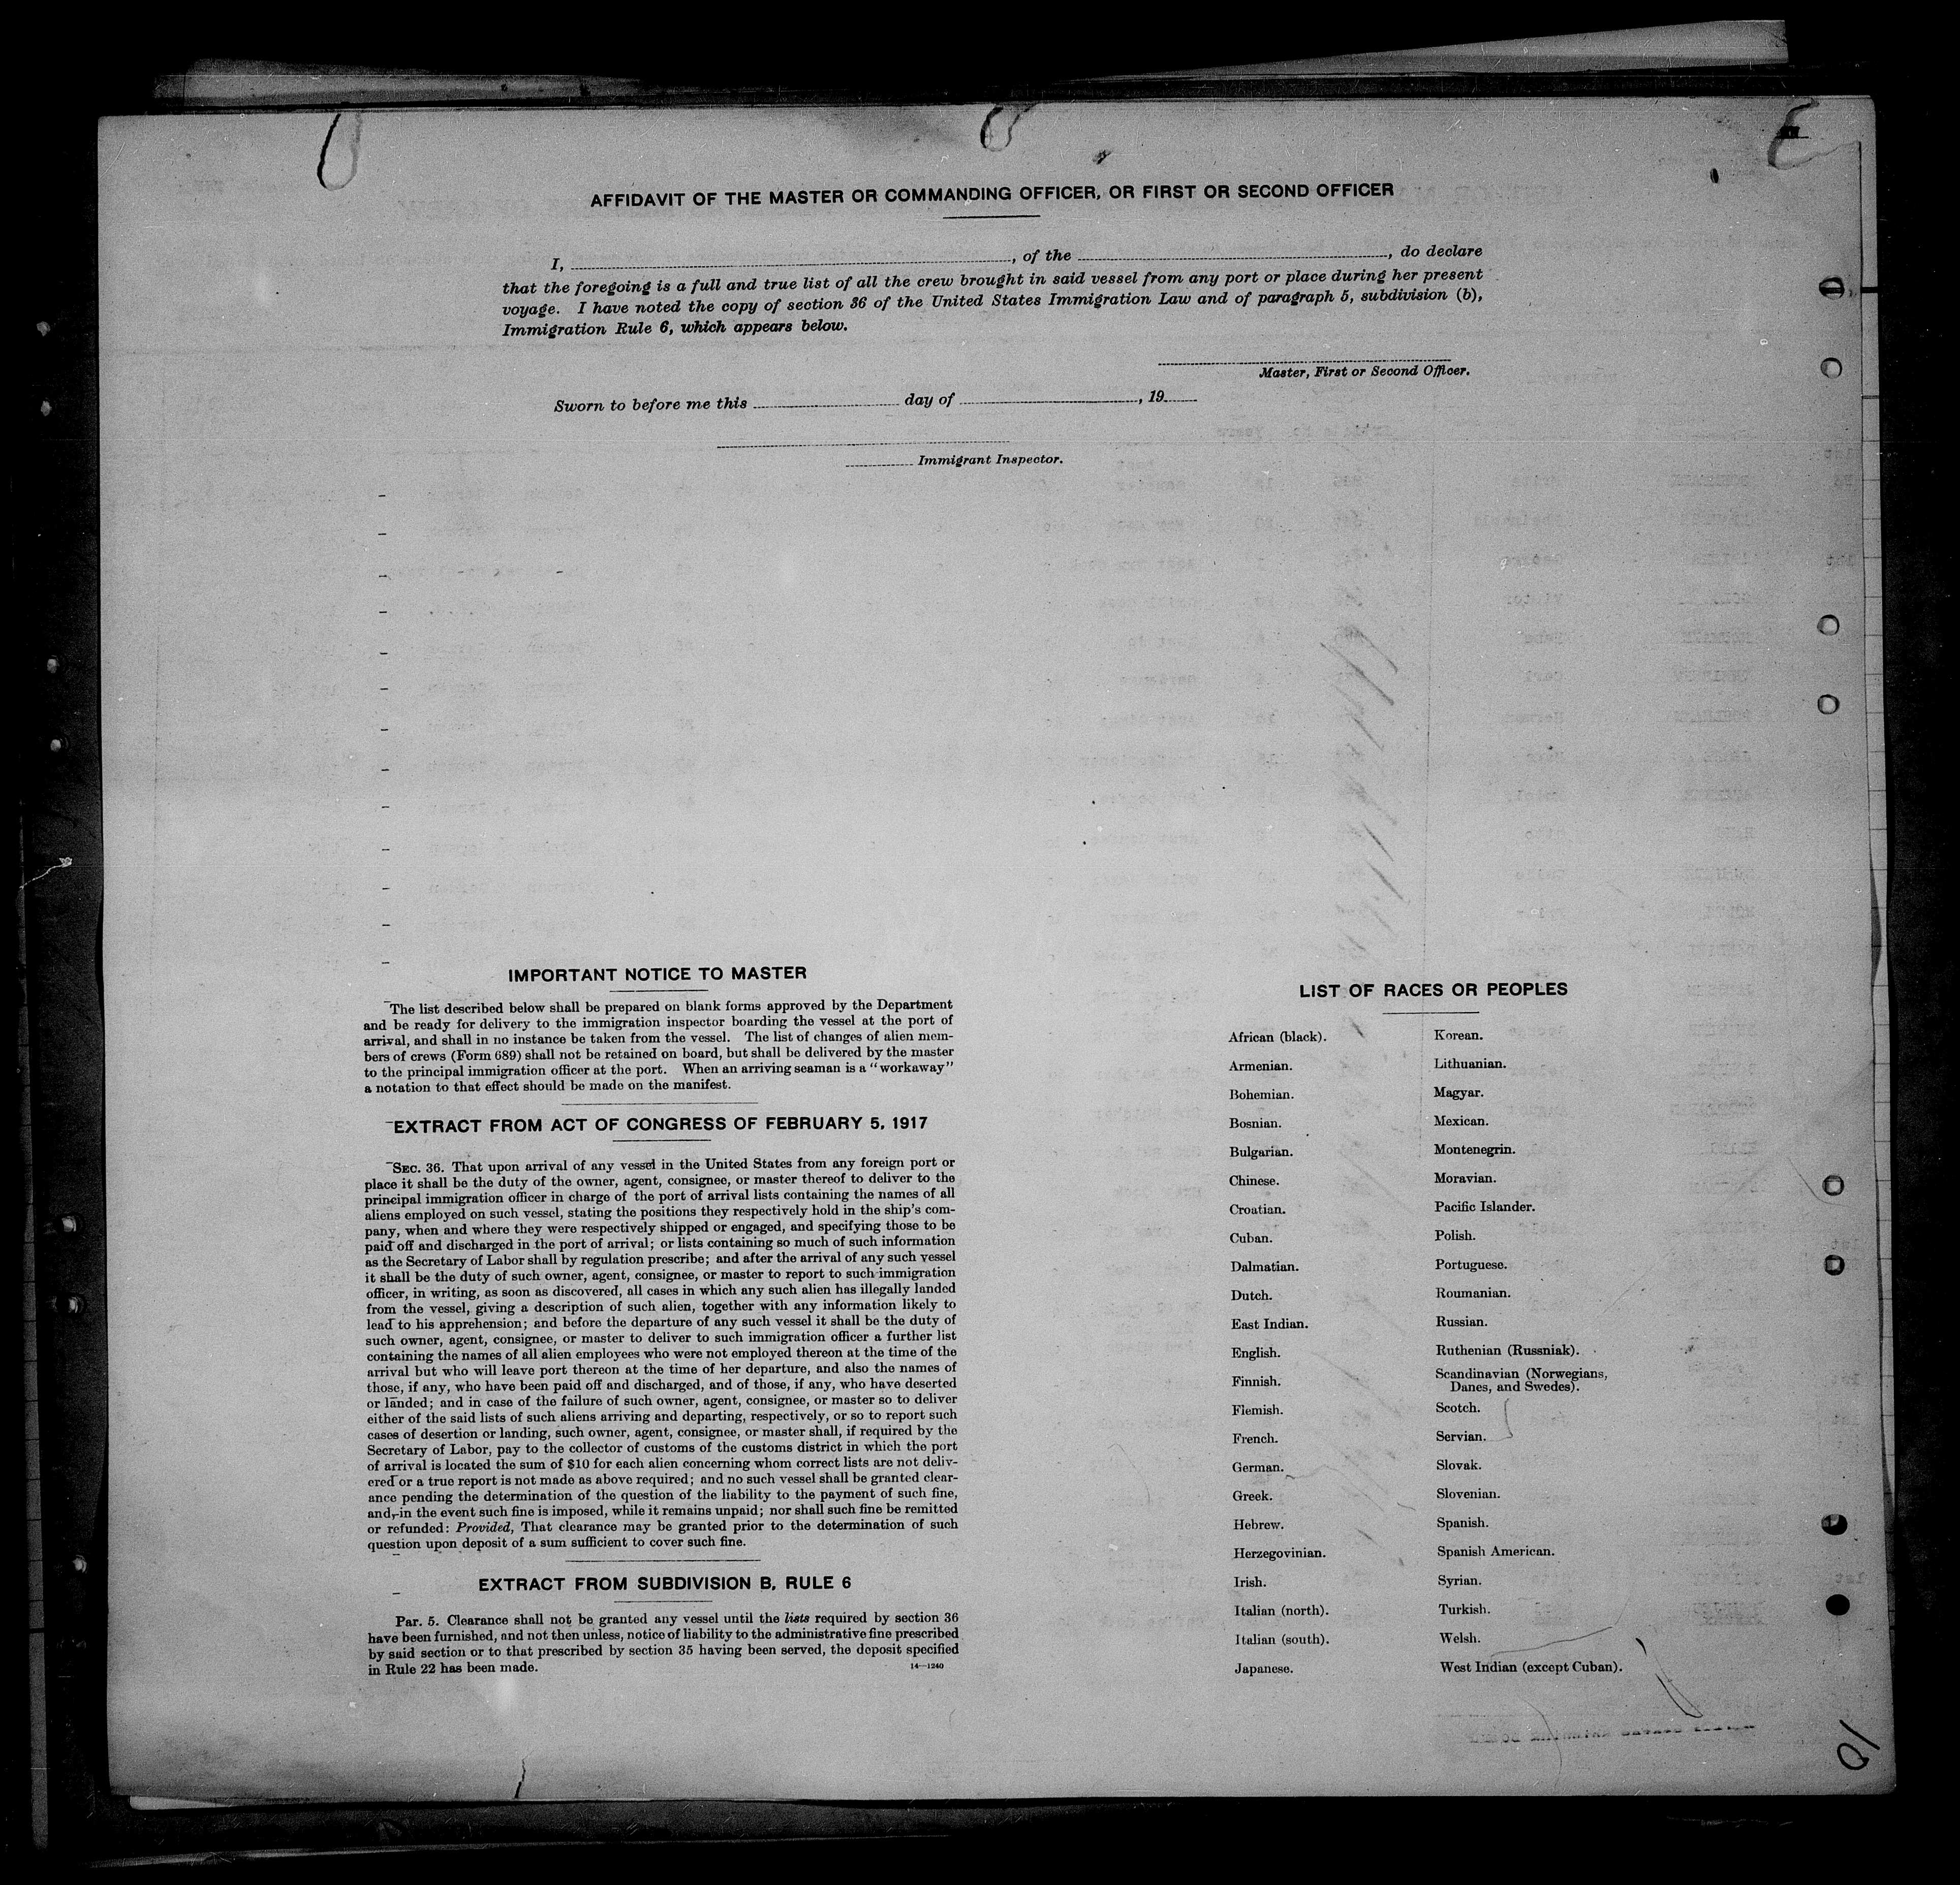 AFFIDAVIT OF THE MASTER OR COMMANDING OFFICER, OR FIRST OR SECOND OFFICER
I, , of the , do declare
that the foregoing is a full and true list of all the crew brought in said vessel from any port or place during her present
voyage. I have noted the copy of section 36 of the United States Immigration Law and of paragraph 5, subdivision (b),
Immigration Rule 6, which appears below.
Master, First or Second Officer.
Sworn to before me this day of , 19
Immigrant Inspector.
IMPORTANT NOTICE TO MASTER
The list described below shall be prepared on blank forms approved by the Department
and be ready for delivery to the immigration inspector boarding the vessel at the port of
arrival, and shall in no instance be taken from the vessel. The list of changes of alien mem-
bers of crews (Form 689) shall not be retained on board, but shall be delivered by the master
to the principal immigration officer at the port. When an arriving seaman is a "workaway"
a notation to that effect should be made on the manifest.
EXTRACT FROM ACT OF CONGRESS OF FEBRUARY 5, 1917
SEC. 36. That upon arrival of any vessel in the United States from any foreign port or
place it shall be the duty of the owner, agent, consignee, or master thereof to deliver to the
principal immigration officer in charge of the port of arrival lists containing the names of all
aliens employed on such vessel, stating the positions they respectively hold in the ship's com-
pany, when and where they were respectively shipped or engaged, and specifying those to be
paid off and discharged in the port of arrival; or lists containing so much of such information
as the Secretary of Labor shall by regulation prescribe; and after the arrival of any such vessel
it shall be the duty of such owner, agent, consignee, or master to report to such immigration
officer, in writing, as soon as discovered, all cases in which any such alien has illegally landed
from the vessel, giving a description of such alien, together with any information likely to
lead to his apprehension; and before the departure of any such vessel it shall be the duty of
such owner, agent, consignee, or master to deliver to such immigration officer a further list
containing the names of all alien employees who were not employed thereon at the time of the
arrival but who will leave port thereon at the time of her departure, and also the names of
those, if any, who have been paid off and discharged, and of those, if any, who have deserted
or landed; and in case of the failure of such owner, agent, consignee, or master so to deliver
either of the said lists of such aliens arriving and departing, respectively, or so to report such
cases of desertion or landing, such owner, agent, consignee, or master shall, if required by the
Secretary of Labor, pay to the collector of customs of the customs district in which the port
of arrival is located the sum of $10 for each alien concerning whom correct lists are not deliv-
ered or a true report is not made as above required; and no such vessel shall be granted clear-
ance pending the determination of the question of the liability to the payment of such fine,
and, in the event such fine is imposed, while it remains unpaid; nor shall such fine be remitted
or refunded: Provided, That clearance may be granted prior to the determination of such
question upon deposit of a sum sufficient to cover such fine.
EXTRACT FROM SUBDIVISION B, RULE 6
Par. 5. Clearance shall not be granted any vessel until the lists required by section 36
have been furnished, and not then unless, notice of liability to the administrative fine prescribed
by said section or to that prescribed by section 35 having been served, the deposit specified
in Rule 22 has been made.
14—1240
LIST OF RACES OR PEOPLES
African (black).
Armenian.
Bohemian.
Bosnian.
Bulgarian.
Chinese.
Croatian.
Cuban.
Dalmatian.
Dutch.
East Indian.
English.
Finnish.
Flemish.
French.
German.
Greek.
Hebrew.
Herzegovinian.
Irish.
Italian (north).
Italian (south).
Japanese.
Korean.
Lithuanian.
Magyar.
Mexican.
Montenegrin.
Moravian.
Pacific Islander.
Polish.
Portuguese.
Roumanian.
Russian.
Ruthenian (Russniak).
Scandinavian (Norwegians,
Danes, and Swedes).
Scotch.
Servian.
Slovak.
Slovenian.
Spanish.
Spanish American.
Syrian.
Turkish.
Welsh.
West Indian (except Cuban).
10